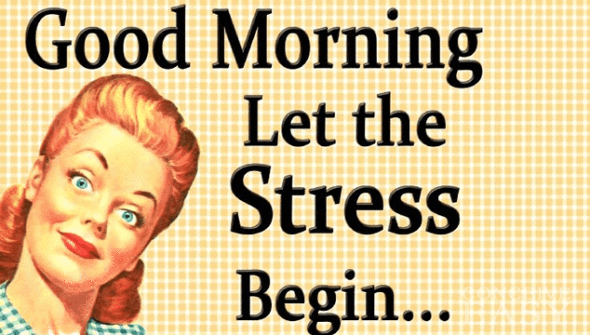 Good Morning
Let the
Stress
Begin...